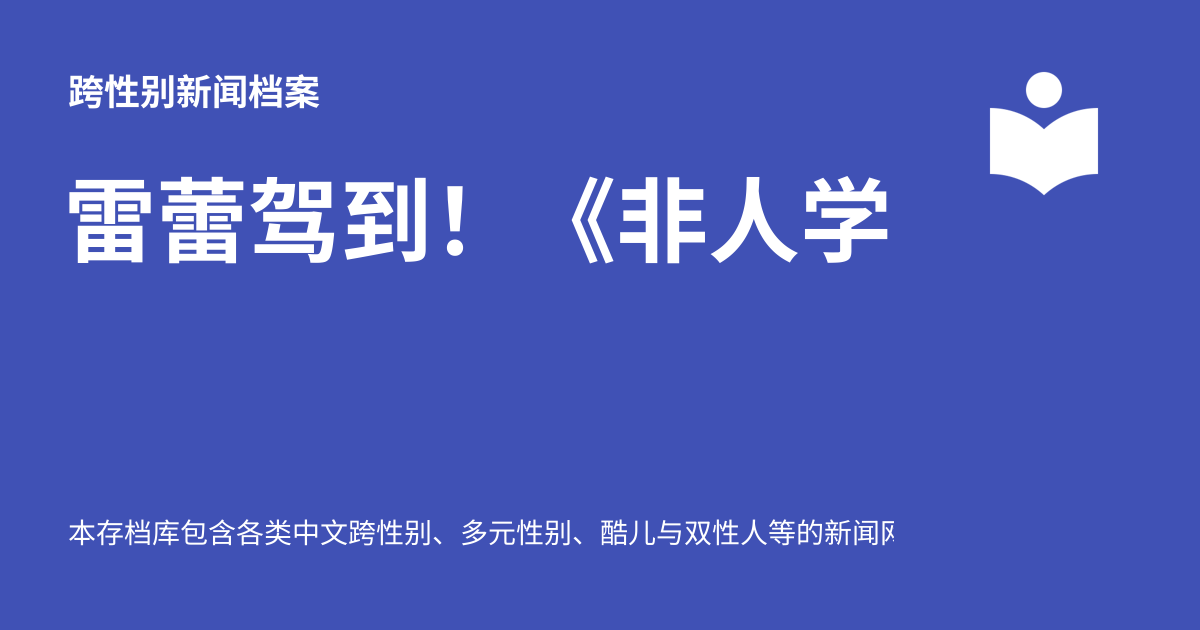 跨性别新闻档案
雷蕾驾到！《非人学
本存档库包含各类中文跨性别、多元性别、酷儿与双性人等的新闻